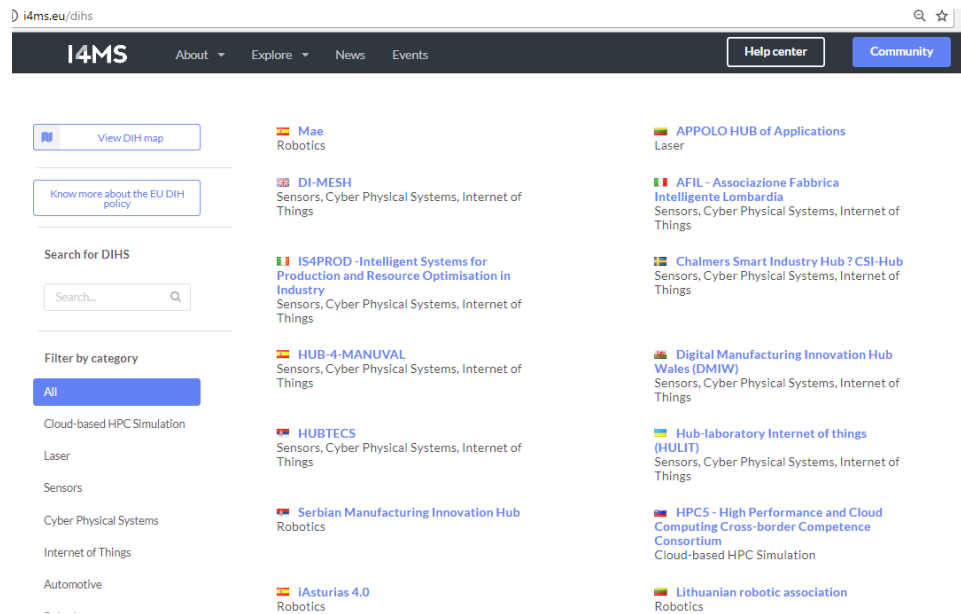 i4ms.eu/dihs
I4MS
About
Explore
News
Events
Help center
Community
View DIH map
Know more about the EU DIH
policy
Search for DIHS
Search...
Filter by category
All
Cloud-based HPC Simulation
Laser
Sensors
Cyber Physical Systems
Internet of Things
Automotive
Mae
Robotics
DI-MESH
Sensors, Cyber Physical Systems, Internet of
Things
IS4PROD -Intelligent Systems for
Production and Resource Optimisation in
Industry
Sensors, Cyber Physical Systems, Internet of
Things
HUB-4-MANUVAL
Sensors, Cyber Physical Systems, Internet of
Things
HUBTECS
Sensors, Cyber Physical Systems, Internet of
Things
Serbian Manufacturing Innovation Hub
Robotics
iAsturias 4.0
Robotics
APPOLO HUB of Applications
Laser
AFIL - Associazione Fabbrica
Intelligente Lombardia
Sensors, Cyber Physical Systems, Internet of
Things
Chalmers Smart Industry Hub ? CSI-Hub
Sensors, Cyber Physical Systems, Internet of
Things
Digital Manufacturing Innovation Hub
Wales (DMIW)
Sensors, Cyber Physical Systems, Internet of
Things
Hub-laboratory Internet of things
(HULIT)
Sensors, Cyber Physical Systems, Internet of
Things
HPC5 - High Performance and Cloud
Computing Cross-border Competence
Consortium
Cloud-based HPC Simulation
Lithuanian robotic association
Robotics